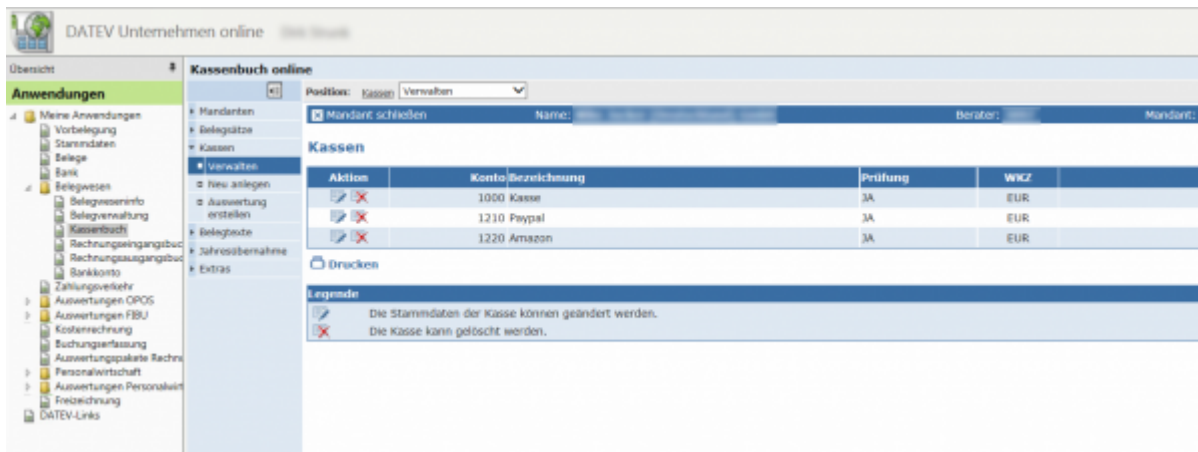 DATEV Unternehmen online
Übersicht
Anwendungen
Meine Anwendungen
Vorbelegung
Stammdaten
Belege
Bank
Belegwesen
Belegweseninfo
Belegverwaltung
Kassenbuch
Rechnungseingangsbuc
Rechnungsausgangsbuc
Bankkonto
Zahlungsverkehr
Auswertungen OPOS
Auswertungen FIBU
Kostenrechnung
Buchungserfassung
Auswertungspakete Rechnu
Personalwirtschaft
Auswertungen Personalwirt
Freizeichnung
DATEV-Links
Kassenbuch online
Mandanten
Belegsätze
Kassen
Verwalten
Neu anlegen
Auswertung
erstellen
Belegtexte
Jahresübernahme
Extras
Position: Kassen Verwalten
Mandant schließen Name: Berater: Mandant:
Kassen
Aktion Konto Bezeichnung Prüfung WKZ
1000 Kasse JA EUR
1210 Paypal JA EUR
1220 Amazon JA EUR
Drucken
Legende
Die Stammdaten der Kasse können geändert werden.
Die Kasse kann gelöscht werden.